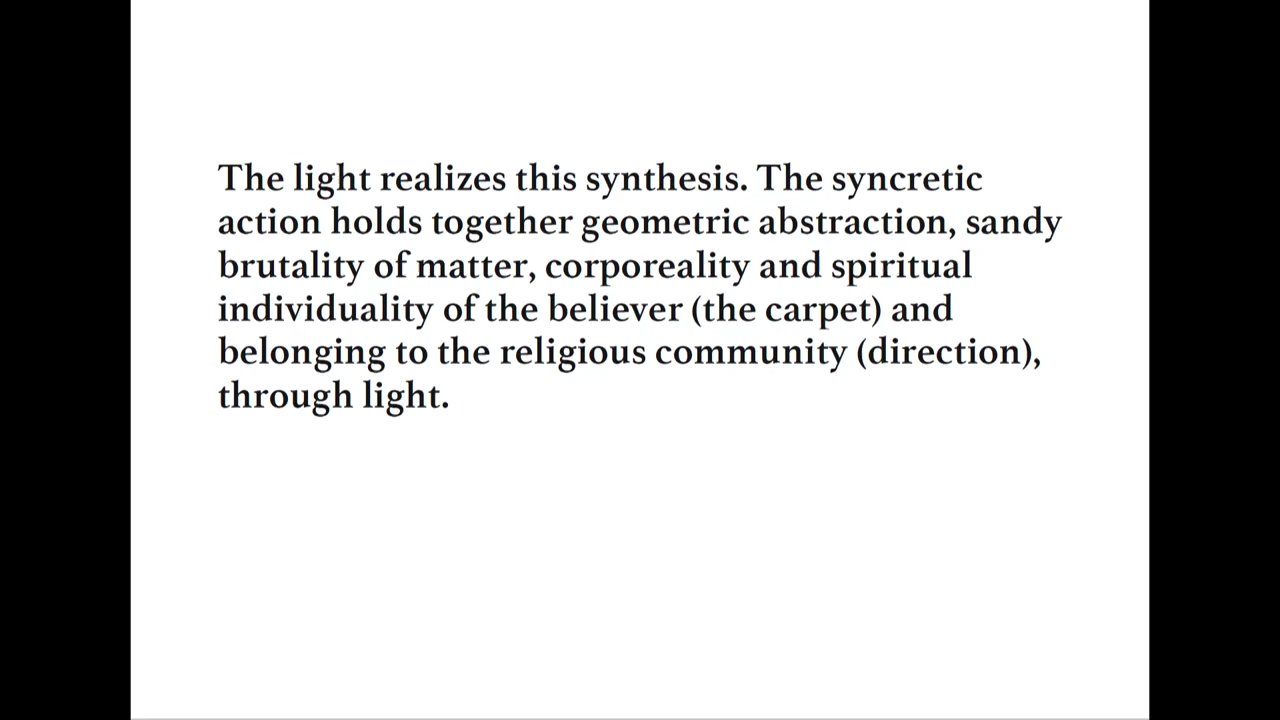 The light realizes this synthesis. The syncretic
action holds together geometric abstraction, sandy
brutality of matter, corporeality and spiritual
individuality of the believer (the carpet) and
belonging to the religious community (direction),
through light.